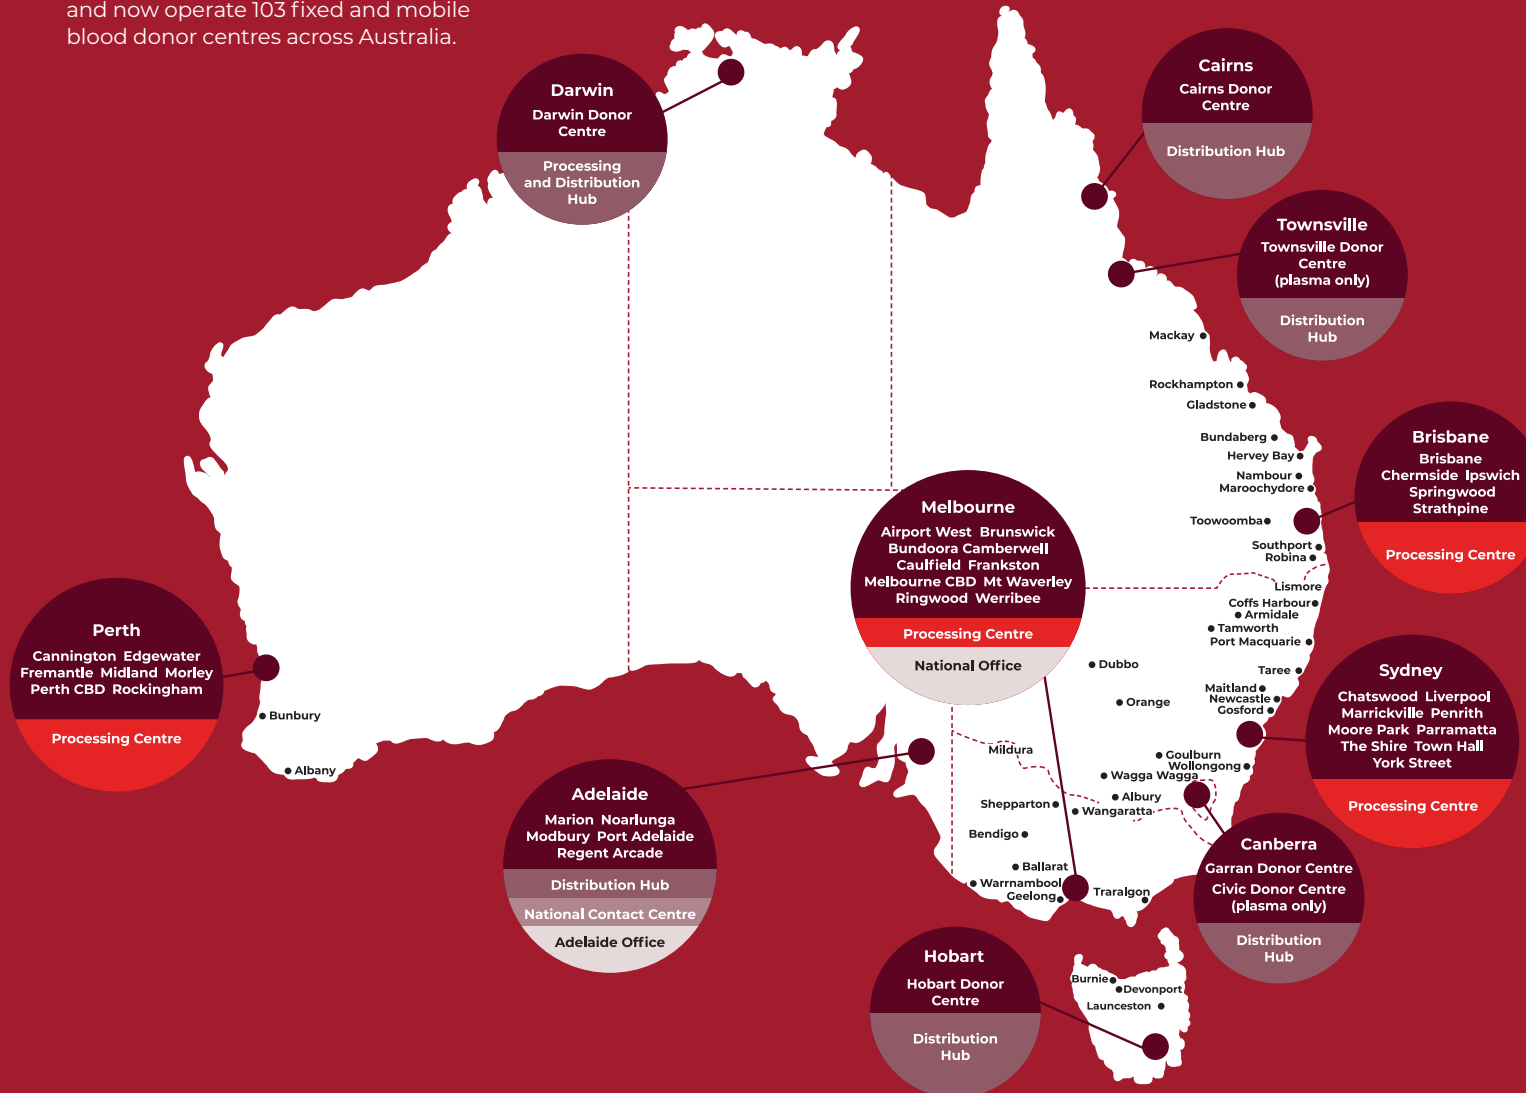 and now operate 103 fixed and mobile
blood donor centres across Australia.
Darwin
Darwin Donor
Centre
Processing
and Distribution
Hub
Cairns
Cairns Donor
Centre
Distribution Hub
Townsville
Townsville Donor
Centre
(plasma only)
Distribution
Hub
Mackay
Rockhampton
Gladstone
Bundaberg
Hervey Bay
Nambour
Maroochydore
Toowoomba
Southport
Robina
Brisbane
Brisbane
Chermside Ipswich
Springwood
Strathpine
Processing Centre
Melbourne
Airport West Brunswick
Bundoora Camberwell
Caulfield Frankston
Melbourne CBD Mt Waverley
Ringwood Werribee
Processing Centre
National Office
Lismore
Coffs Harbour
Armidale
Tamworth
Port Macquarie
Taree
Maitland
Newcastle
Gosford
Dubbo
Orange
Perth
Cannington Edgewater
Fremantle Midland Morley
Perth CBD Rockingham
Processing Centre
Bunbury
Albany
Sydney
Chatswood Liverpool
Marrickville Penrith
Moore Park Parramatta
The Shire Town Hall
York Street
Processing Centre
Mildura
Goulburn
Wollongong
Wagga Wagga
Albury
Wangaratta
Shepparton
Bendigo
Ballarat
Warrnambool
Geelong
Traralgon
Adelaide
Marion Noarlunga
Modbury Port Adelaide
Regent Arcade
Distribution Hub
National Contact Centre
Adelaide Office
Canberra
Garran Donor Centre
Civic Donor Centre
(plasma only)
Distribution
Hub
Hobart
Hobart Donor
Centre
Distribution
Hub
Burnie
Devonport
Launceston